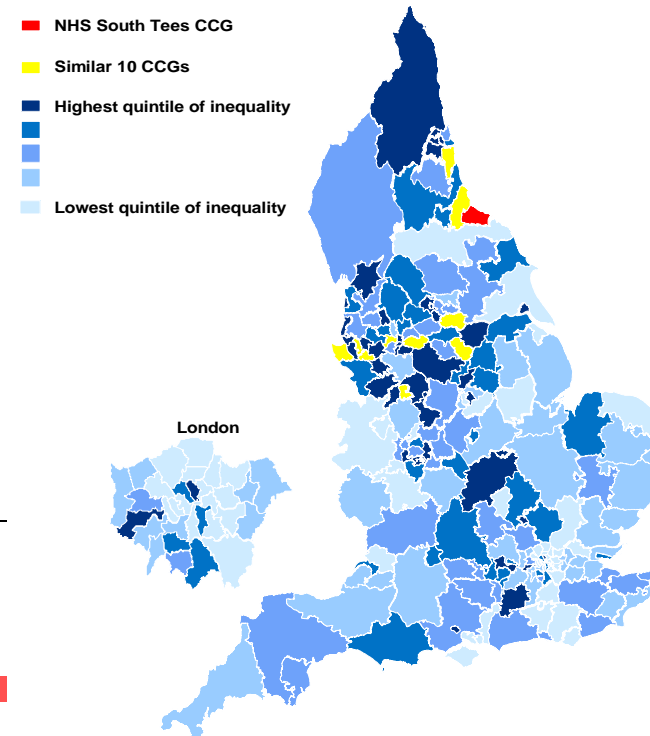 NHS South Tees CCG
Similar 10 CCGs
Highest quintile of inequality
Lowest quintile of inequality
London